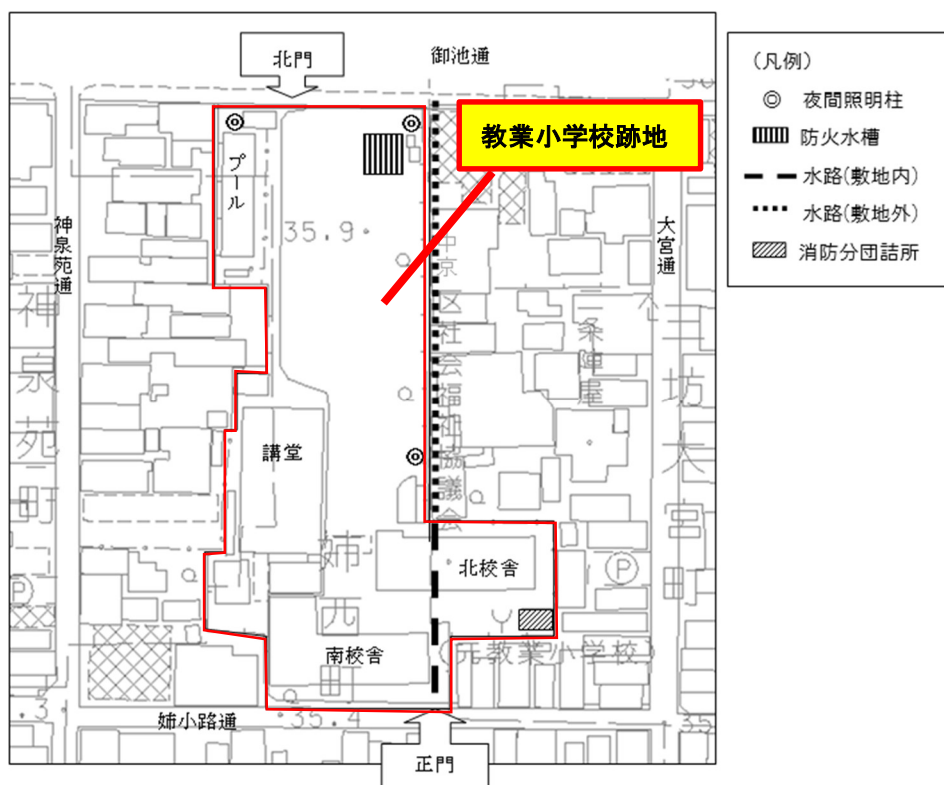 北門
御池通
(凡例)
夜間照明柱
防火水槽
水路(敷地内)
水路(敷地外)
消防分団詰所
教業小学校跡地
プール
35.9
神泉苑通
大宮通
神泉苑町
中京区社会福祉協議会
二条陣屋
三坊大宮
講堂
北校舎
P
P
姉西町
南校舎
(元教業小学校)
姉小路通
35.4
正門